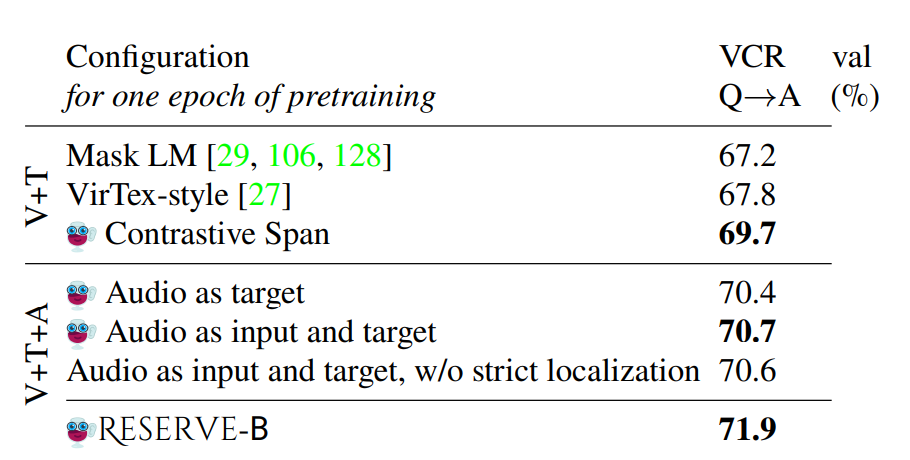 Configuration VCR val
for one epoch of pretraining Q→A (%)
V+T
Mask LM [29, 106, 128] 67.2
VirTex-style [27] 67.8
Contrastive Span 69.7
V+T+A
Audio as target 70.4
Audio as input and target 70.7
Audio as input and target, w/o strict localization 70.6
RESERVE-B 71.9